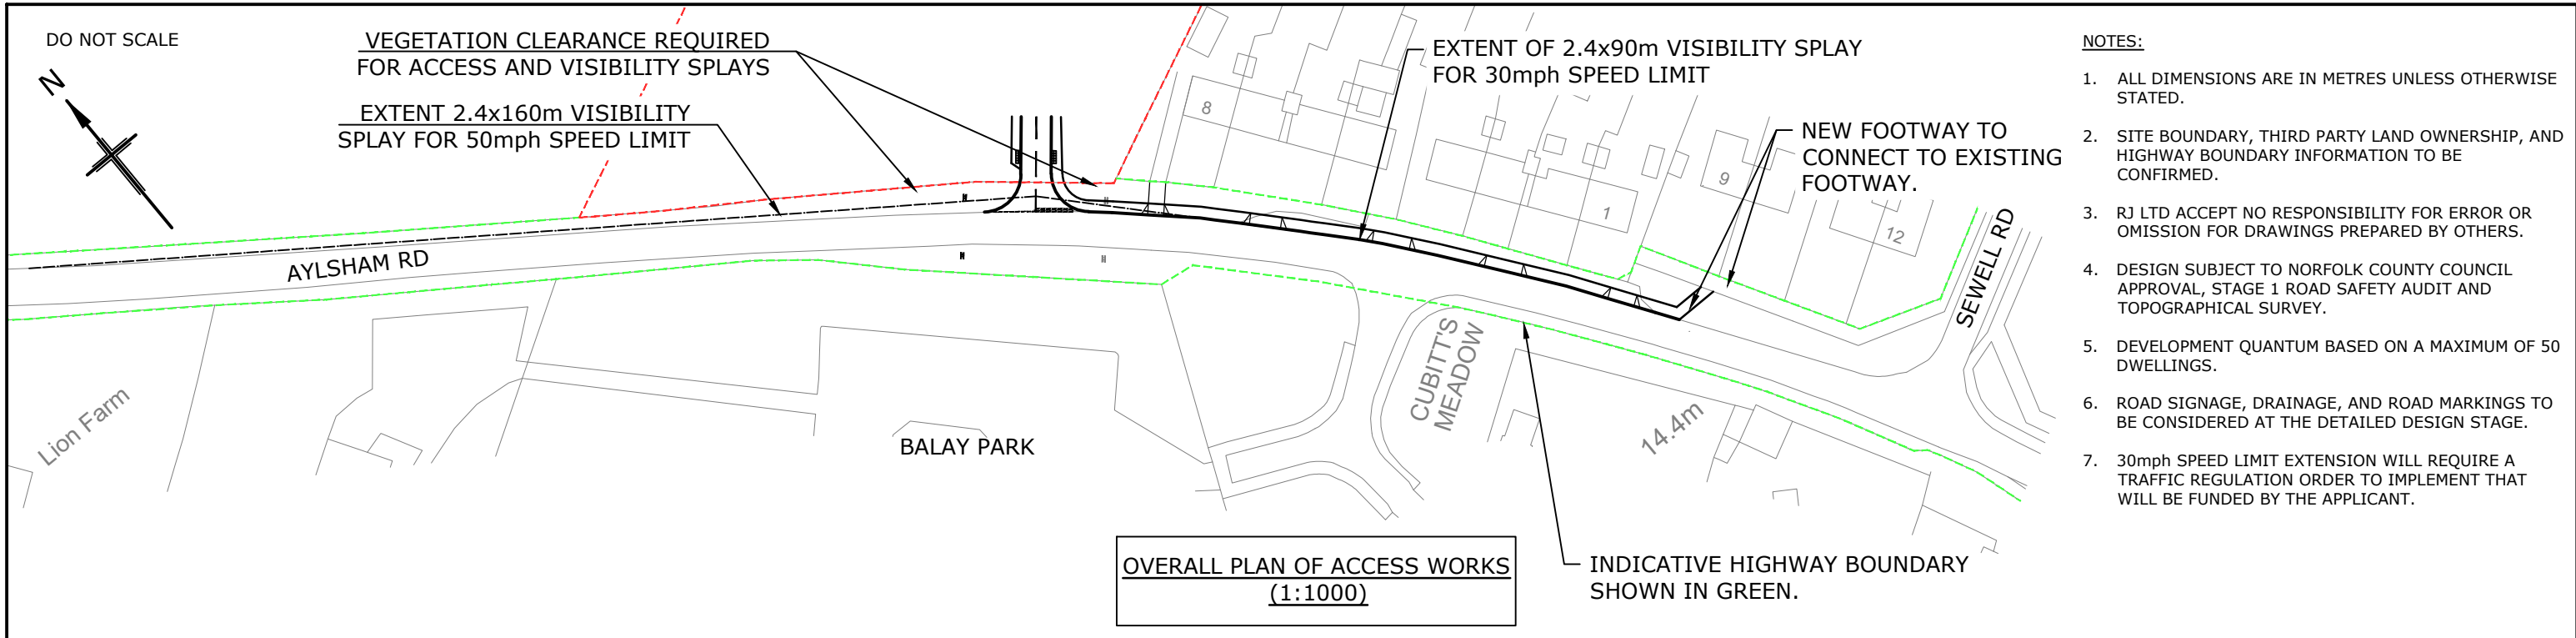 DO NOT SCALE
N
VEGETATION CLEARANCE REQUIRED
FOR ACCESS AND VISIBILITY SPLAYS
EXTENT 2.4x160m VISIBILITY
SPLAY FOR 50mph SPEED LIMIT
EXTENT OF 2.4x90m VISIBILITY SPLAY
FOR 30mph SPEED LIMIT
NEW FOOTWAY TO
CONNECT TO EXISTING
FOOTWAY.
8
1
9
12
SEWELL RD
AYLSHAM RD
Lion Farm
BALAY PARK
CUBITT'S
MEADOW
14.4m
OVERALL PLAN OF ACCESS WORKS
(1:1000)
INDICATIVE HIGHWAY BOUNDARY
SHOWN IN GREEN.
NOTES:
1. ALL DIMENSIONS ARE IN METRES UNLESS OTHERWISE
STATED.
2. SITE BOUNDARY, THIRD PARTY LAND OWNERSHIP, AND
HIGHWAY BOUNDARY INFORMATION TO BE
CONFIRMED.
3. RJ LTD ACCEPT NO RESPONSIBILITY FOR ERROR OR
OMISSION FOR DRAWINGS PREPARED BY OTHERS.
4. DESIGN SUBJECT TO NORFOLK COUNTY COUNCIL
APPROVAL, STAGE 1 ROAD SAFETY AUDIT AND
TOPOGRAPHICAL SURVEY.
5. DEVELOPMENT QUANTUM BASED ON A MAXIMUM OF 50
DWELLINGS.
6. ROAD SIGNAGE, DRAINAGE, AND ROAD MARKINGS TO
BE CONSIDERED AT THE DETAILED DESIGN STAGE.
7. 30mph SPEED LIMIT EXTENSION WILL REQUIRE A
TRAFFIC REGULATION ORDER TO IMPLEMENT THAT
WILL BE FUNDED BY THE APPLICANT.